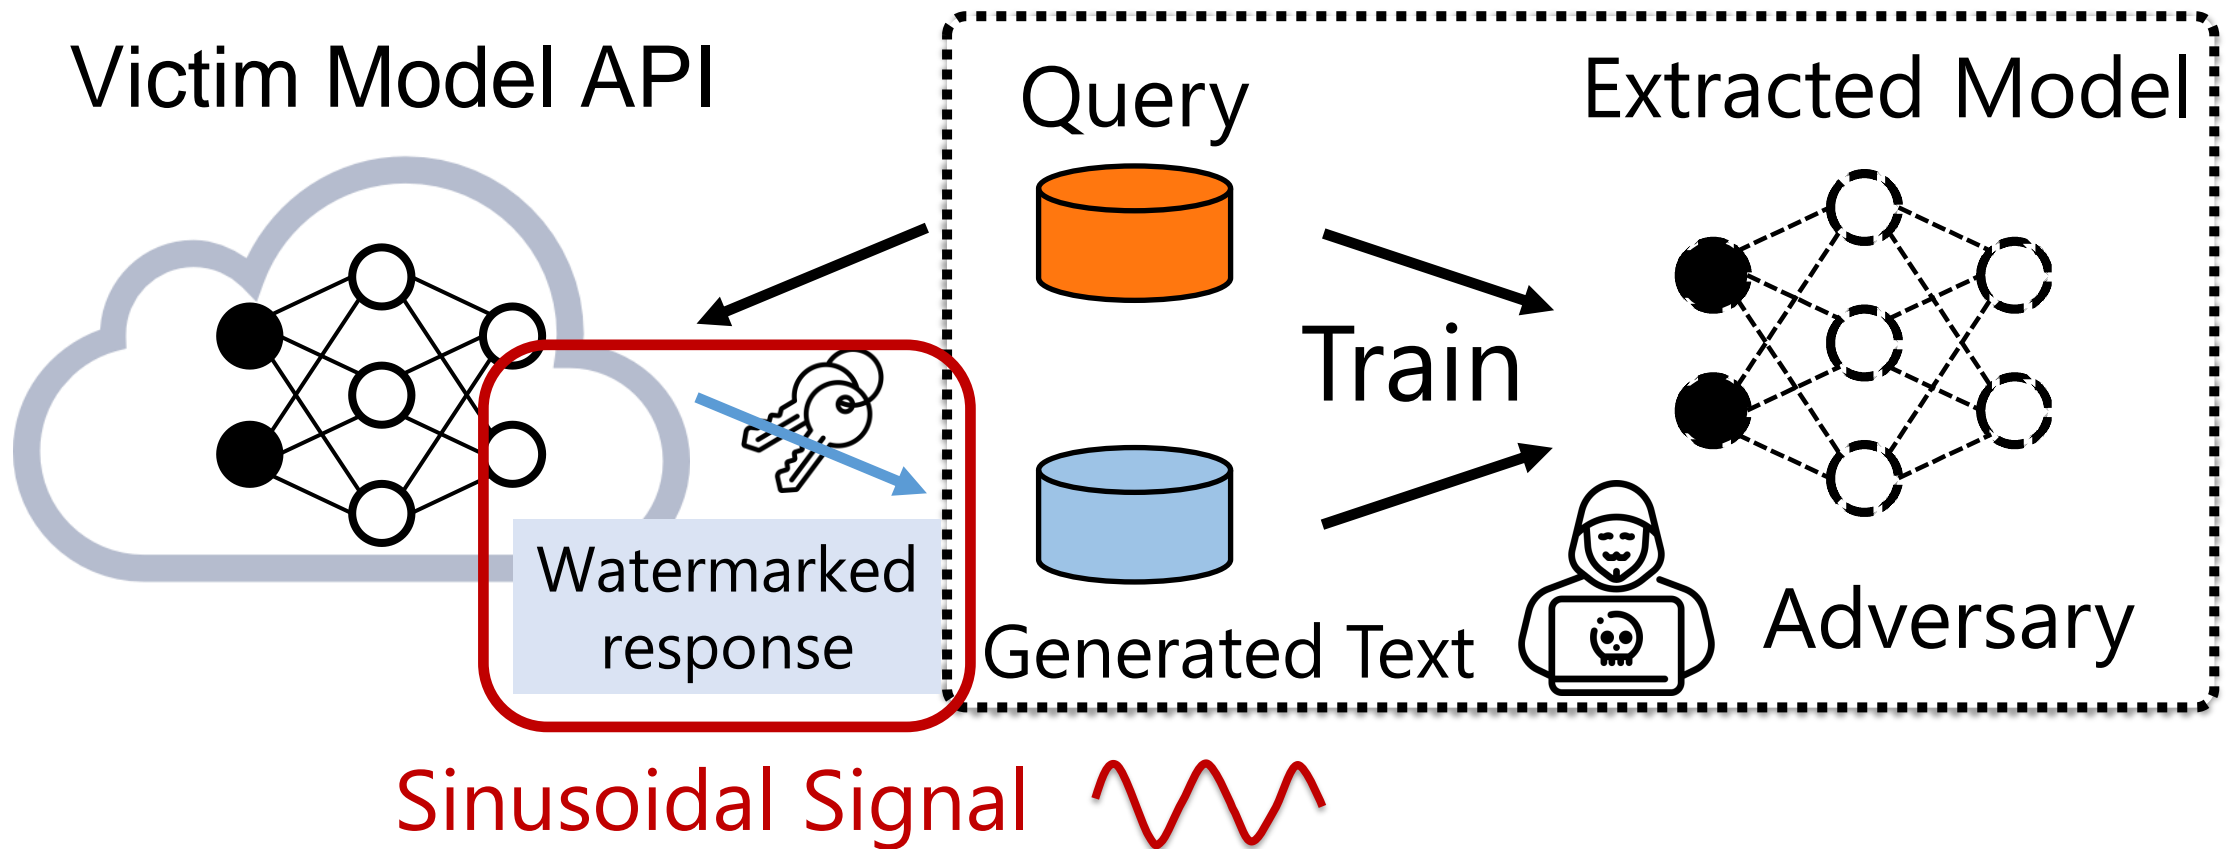 Victim Model API
Query
Extracted Model
Train
Watermarked
response
Generated Text
Adversary
Sinusoidal Signal